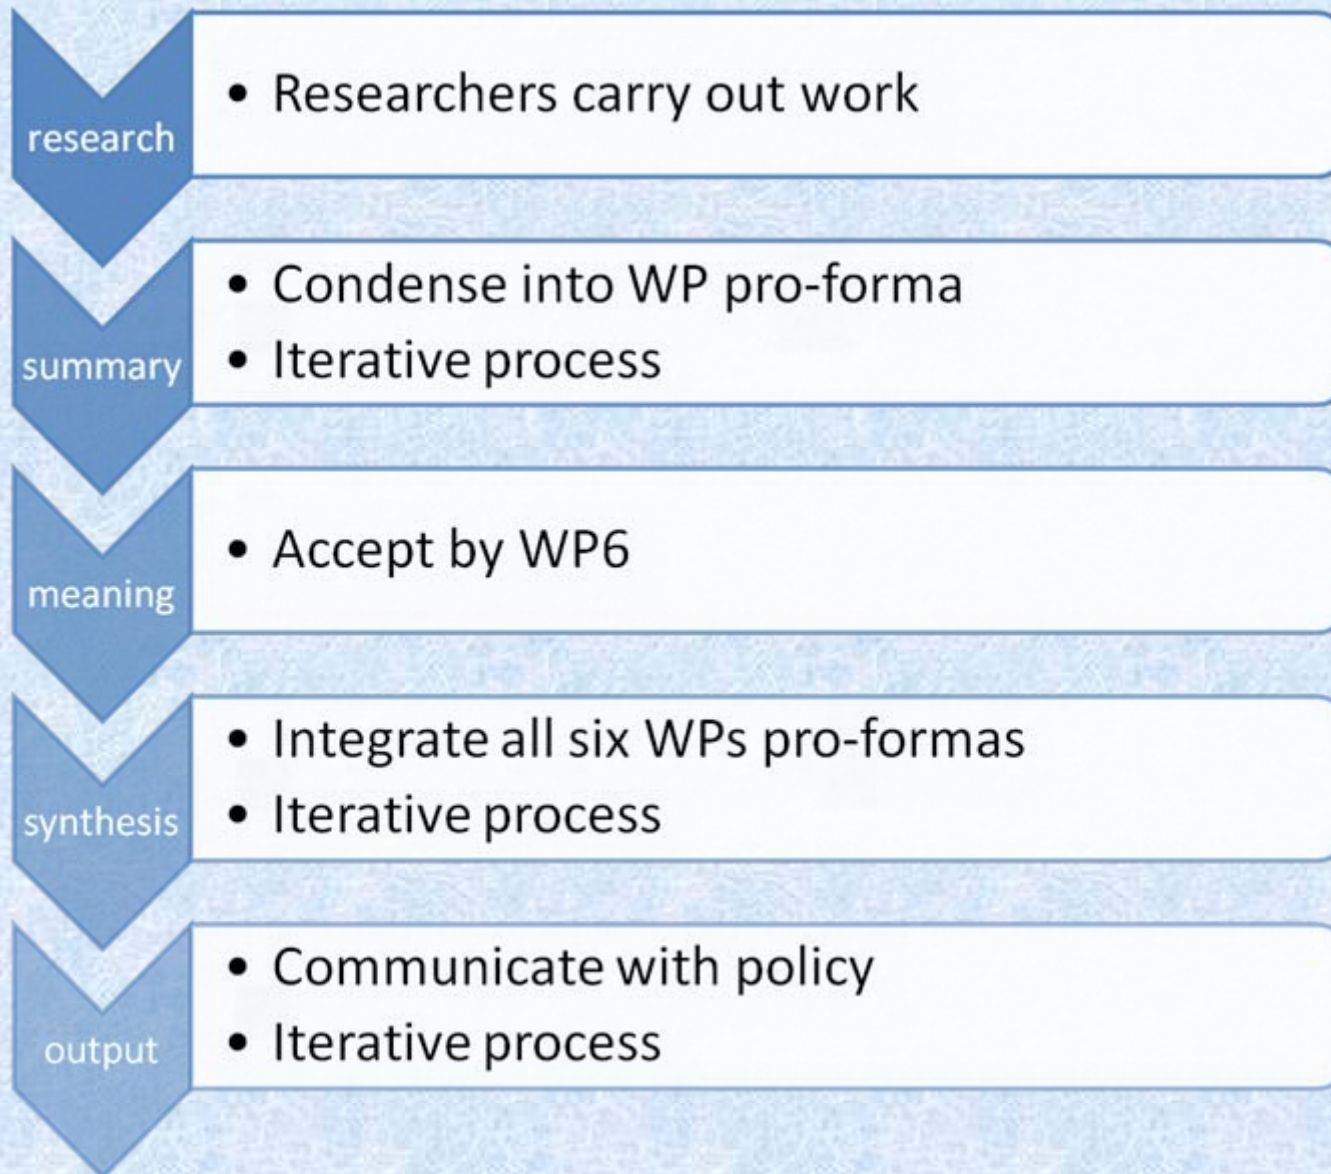 research
• Researchers carry out work
summary
• Condense into WP pro-forma
• Iterative process
meaning
• Accept by WP6
synthesis
• Integrate all six WPs pro-formas
• Iterative process
output
• Communicate with policy
• Iterative process